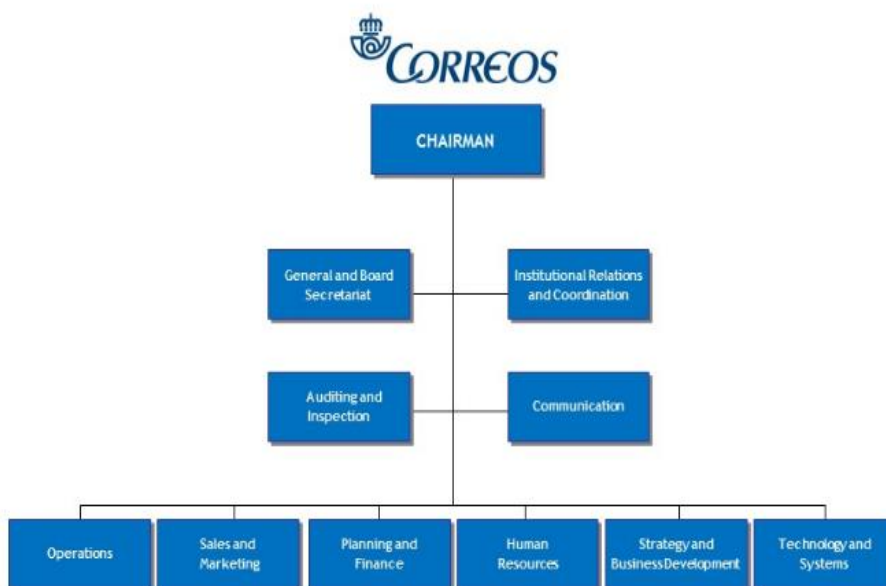 CORREOS
CHAIRMAN
General and Board
Secretariat
Institutional Relations
and Coordination
Auditing and
Inspection
Communication
Operations
Sales and
Marketing
Planning and
Finance
Human
Resources
Strategy and
Business Development
Technology and
Systems